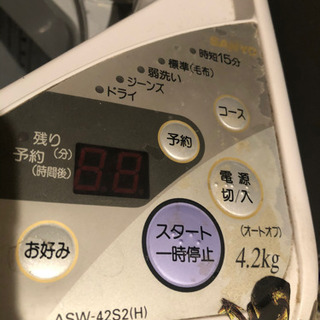 時短15分
標準(毛布)
弱洗い
ジーンズ
ドライ
コース
残り
予約(分)
(時間後)
88
予約
電源
切/入
お好み
スタート
一時停止
(オートオフ)
4.2kg
ASW-42S2(H)